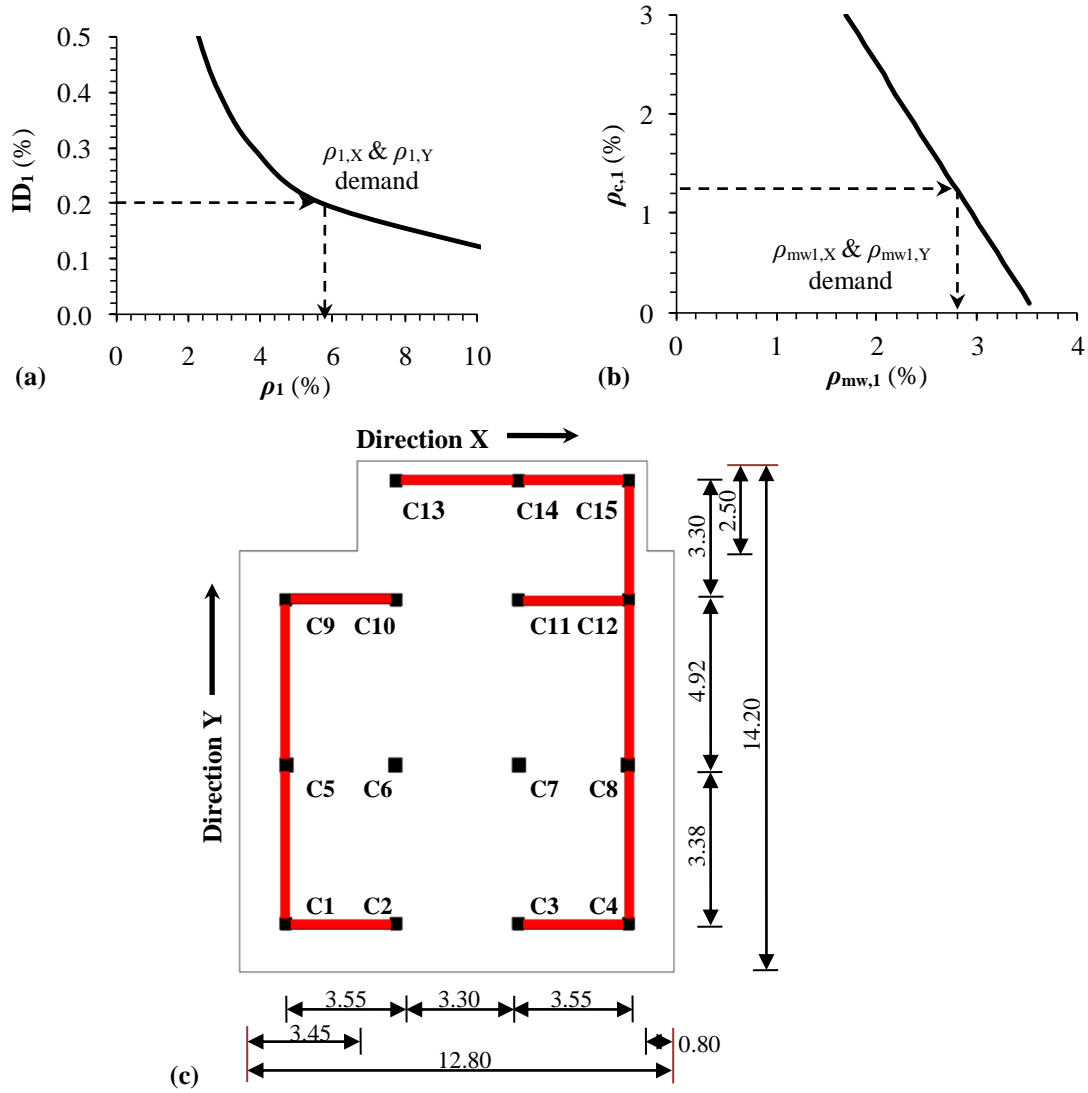 0.5
0.4
0.3
0.2
0.1
0.0
ID1 (%)
ρ1,X & ρ1,Y
demand
0 2 4 6 8 10
(a)
ρ1 (%)
3
2
1
0
ρc,1 (%)
ρmw1,X & ρmw1,Y
demand
0 1 2 3 4
(b)
ρmw,1 (%)
Direction X
C13 C14 C15
C9 C10 C11 C12
C5 C6 C7 C8
C1 C2 C3 C4
Direction Y
2.50
3.30
4.92
14.20
3.38
3.55 3.30 3.55
3.45
0.80
12.80
(c)